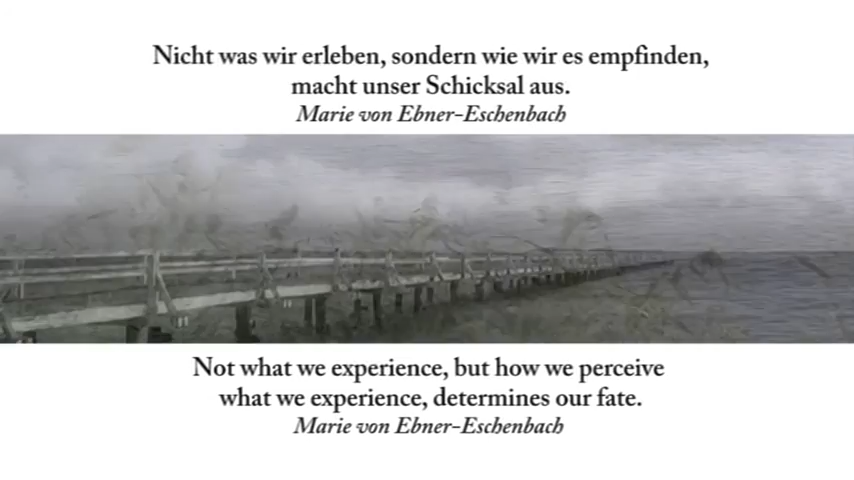 Nicht was wir erleben, sondern wie wir es empfinden,
macht unser Schicksal aus.
Marie von Ebner-Eschenbach
Not what we experience, but how we perceive
what we experience, determines our fate.
Marie von Ebner-Eschenbach